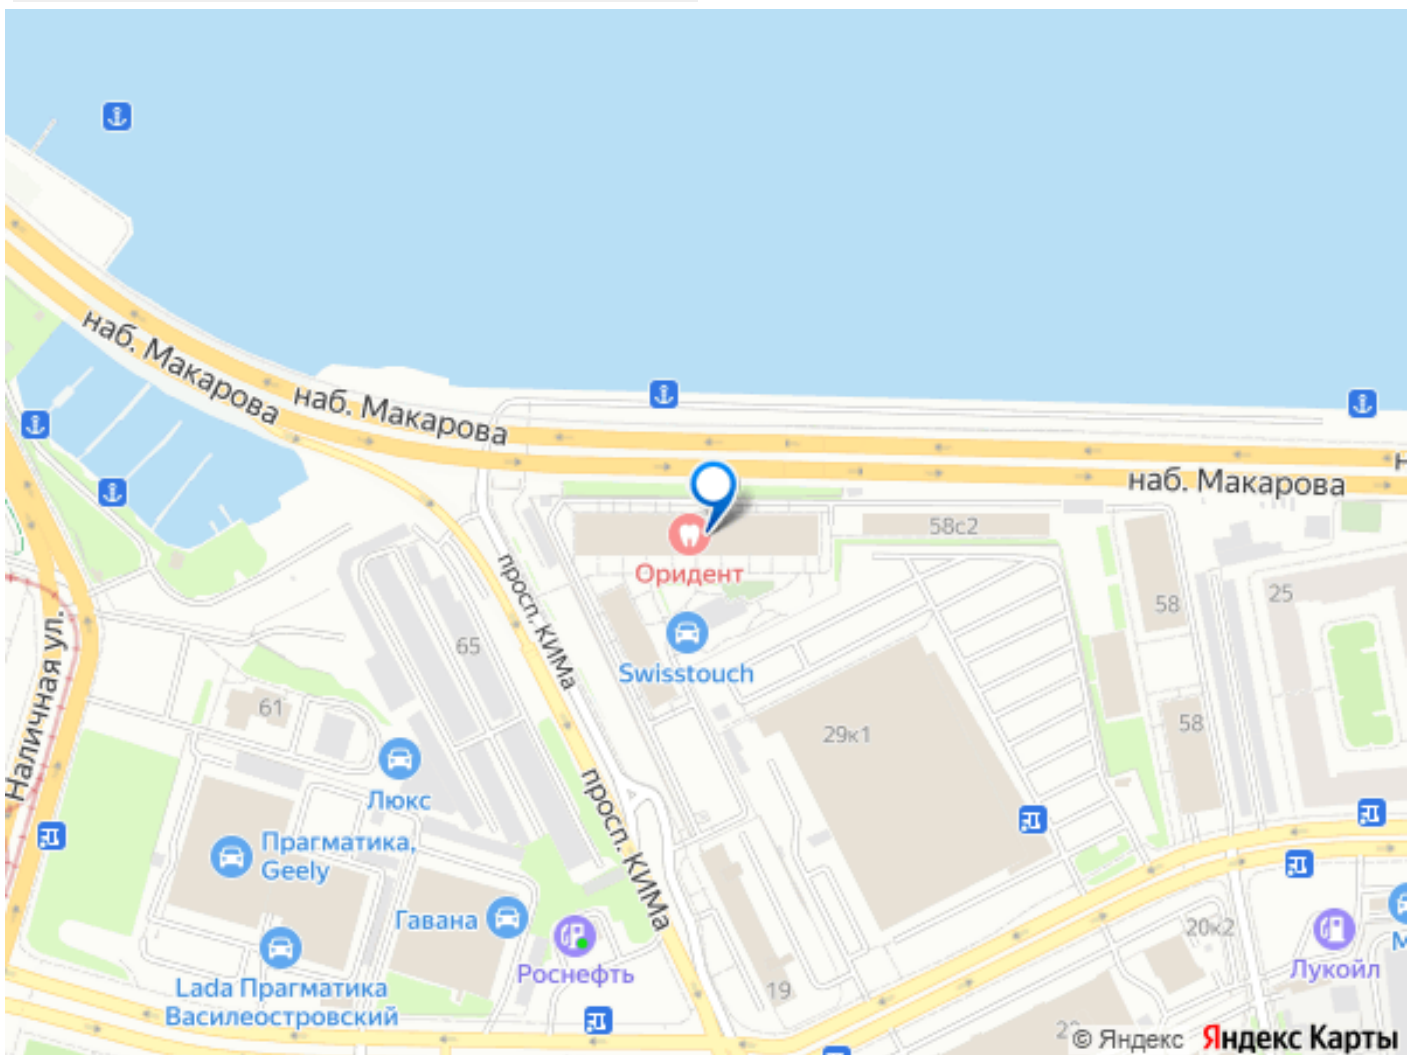 наб. Макарова
наб. Макарова
наб. Макарова
58с2
Оридент
просп. КИМа
58
25
65
Swisstouch
Наличная ул.
61
58
29к1
Люкс
просп. КИМа
Прагматика,
Geely
Гавана
20к2
Роснефть
Лукойл
Lada Прагматика
Василеостровский
19
© Яндекс Яндекс Карты